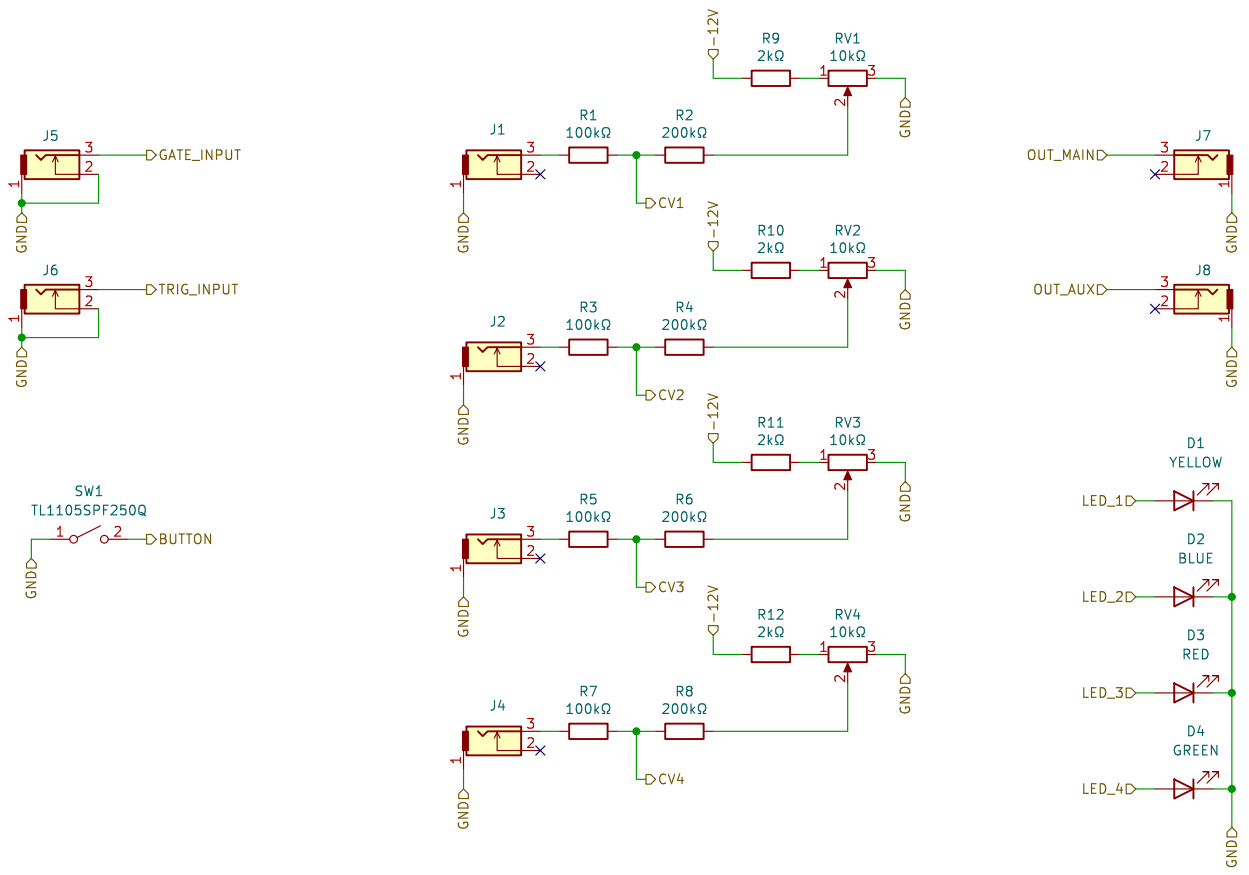 J5
3
2
1
GATE_INPUT
GND
J6
3
2
1
TRIG_INPUT
GND
SW1
TL1105SPF250Q
1
2
BUTTON
GND
-12V
R9
2kΩ
RV1
10kΩ
1
3
2
GND
J1
3
2
1
GND
R1
100kΩ
R2
200kΩ
CV1
-12V
R10
2kΩ
RV2
10kΩ
1
3
2
GND
J2
3
2
1
GND
R3
100kΩ
R4
200kΩ
CV2
-12V
R11
2kΩ
RV3
10kΩ
1
3
2
GND
J3
3
2
1
GND
R5
100kΩ
R6
200kΩ
CV3
-12V
R12
2kΩ
RV4
10kΩ
1
3
2
GND
J4
3
2
1
GND
R7
100kΩ
R8
200kΩ
CV4
OUT_MAIN
J7
3
2
1
GND
OUT_AUX
J8
3
2
1
GND
D1
YELLOW
LED_1
D2
BLUE
LED_2
D3
RED
LED_3
D4
GREEN
LED_4
GND